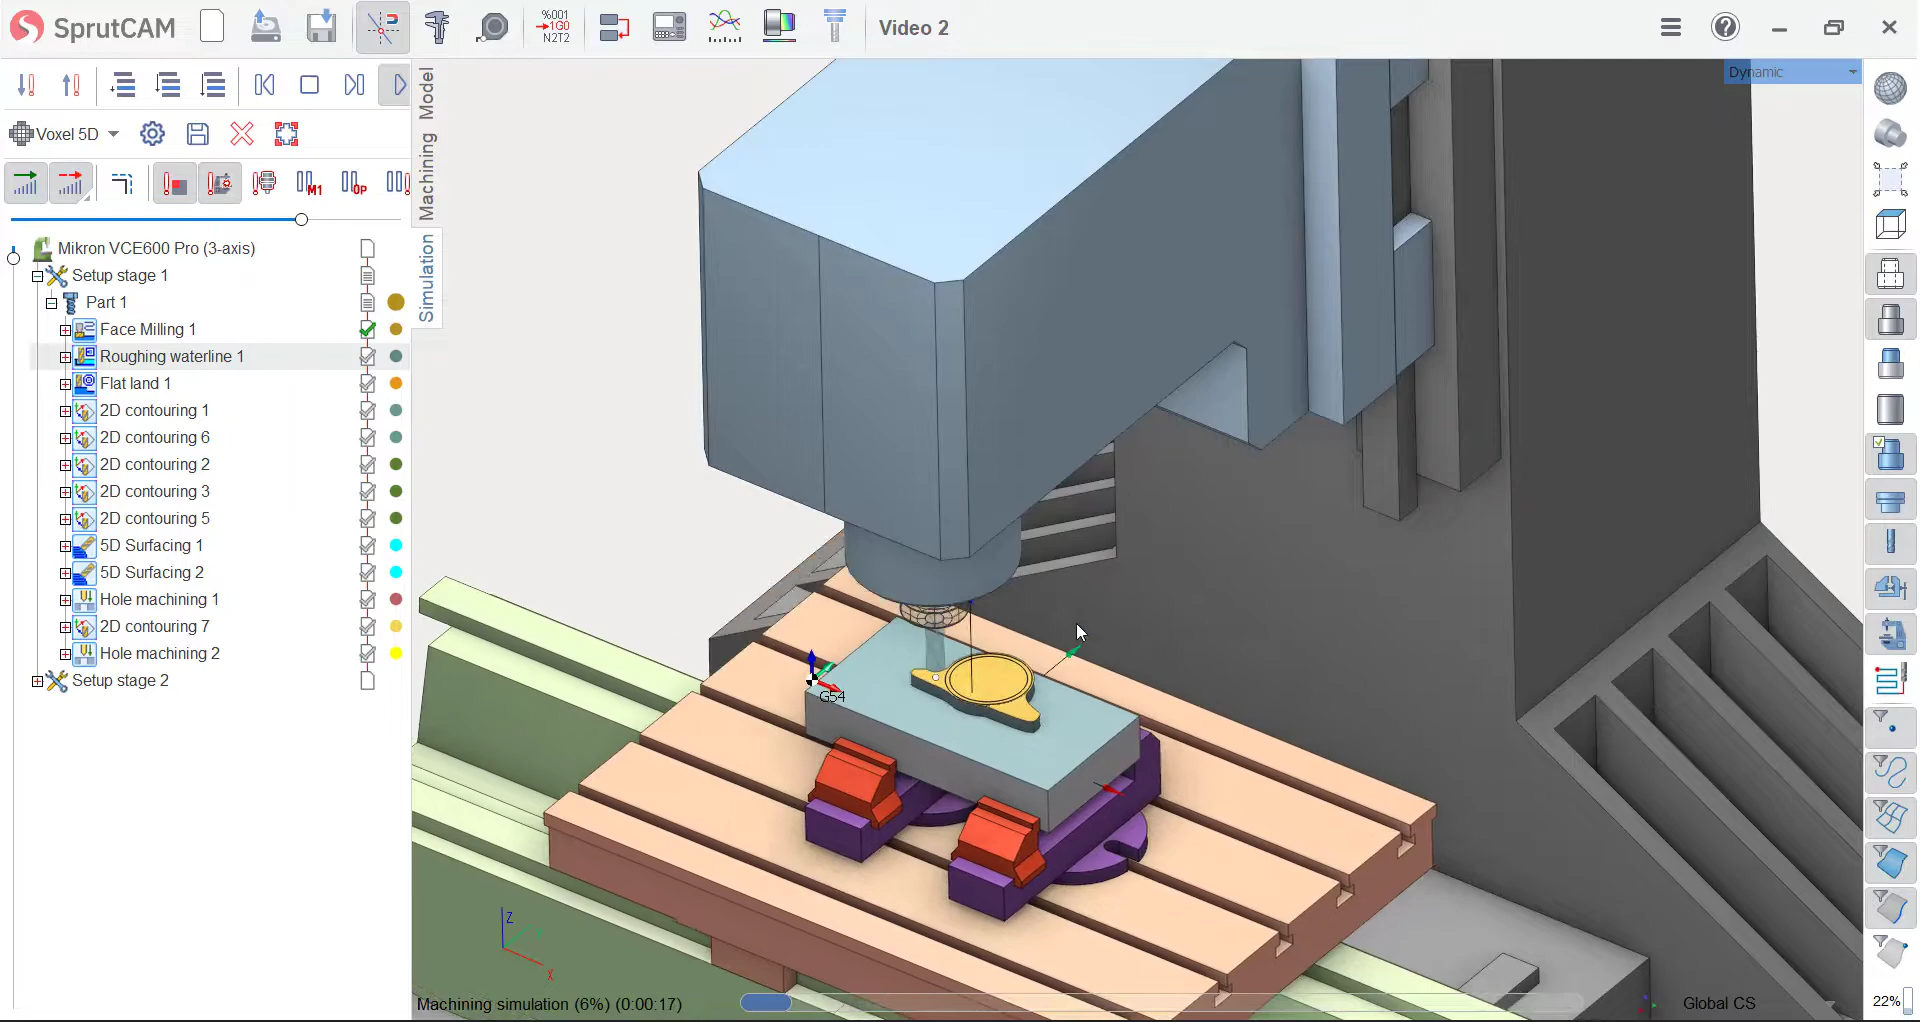 SprutCAM
%001
1G0
N2T2
Video 2
Dynamic
Voxel 5D
M1
OP
Model
Machining
Simulation
Mikron VCE600 Pro (3-axis)
Setup stage 1
Part 1
Face Milling 1
Roughing waterline 1
Flat land 1
2D contouring 1
2D contouring 6
2D contouring 2
2D contouring 3
2D contouring 5
5D Surfacing 1
5D Surfacing 2
Hole machining 1
2D contouring 7
Hole machining 2
Setup stage 2
G54
Z
Y
X
Machining simulation (6%) (0:00:17)
Global CS
22%